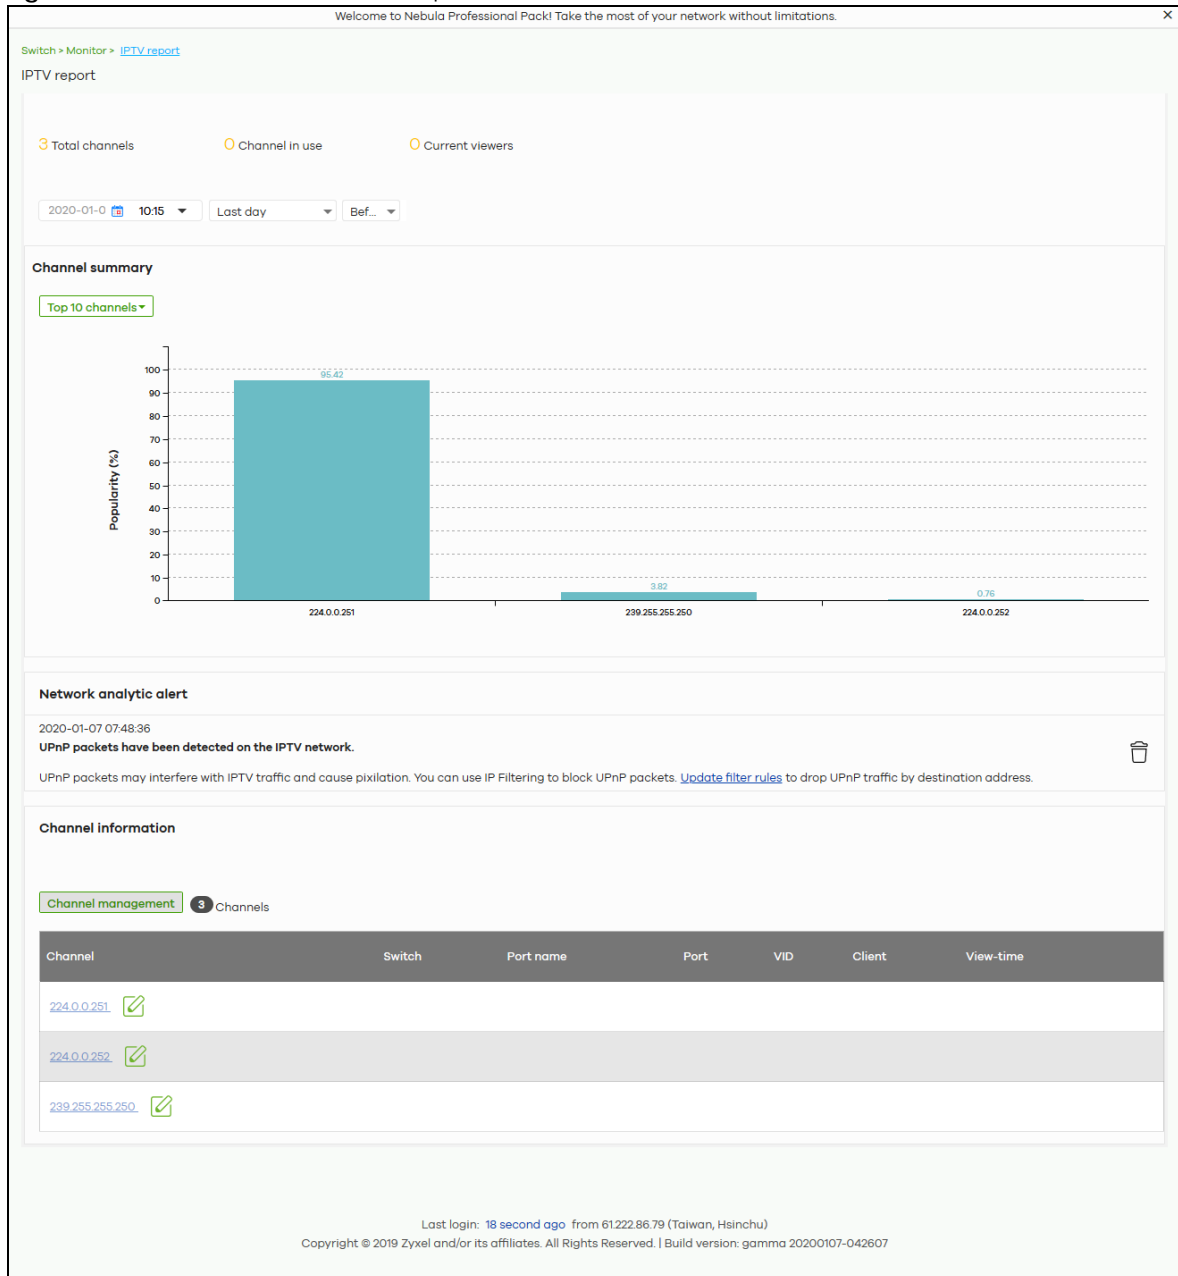 Welcome to Nebula Professional Pack! Take the most of your network without limitations.
Switch > Monitor > IPTV report
IPTV report
3 Total channels 0 Channel in use 0 Current viewers
2020-01-0 10:15 Last day Bef...
Channel summary
Top 10 channels
Popularity (%)
100
90
80
70
60
50
40
30
20
10
0
95.42
3.82
0.76
224.0.0.251 239.255.255.250 224.0.0.252
Network analytic alert
2020-01-07 07:48:36
UPnP packets have been detected on the IPTV network.
UPnP packets may interfere with IPTV traffic and cause pixilation. You can use IP Filtering to block UPnP packets. Update filter rules to drop UPnP traffic by destination address.
Channel information
Channel management 3 Channels
Channel Switch Port name Port VID Client View-time
224.0.0.251
224.0.0.252
239.255.255.250
Last login: 18 second ago from 61.222.86.79 (Taiwan, Hsinchu)
Copyright © 2019 Zyxel and/or its affiliates. All Rights Reserved. | Build version: gamma 20200107-042607